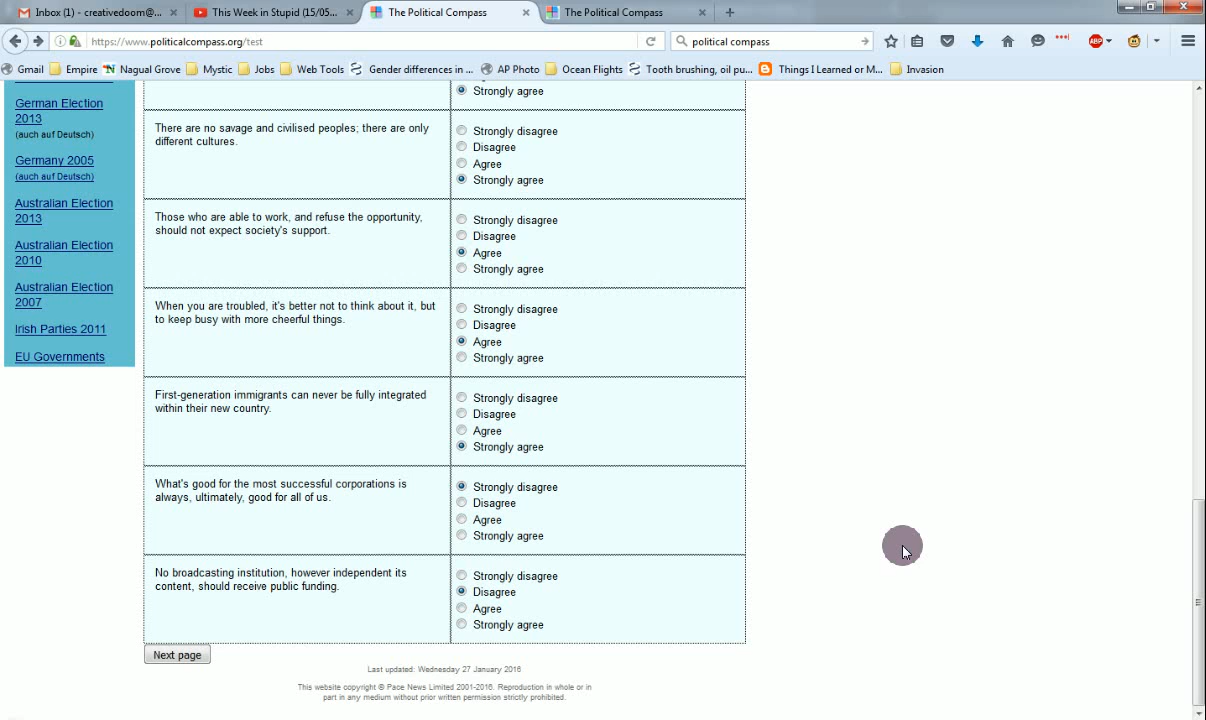 Inbox (1) - creativedoom@...
This Week in Stupid (15/05...
The Political Compass
The Political Compass
https://www.politicalcompass.org/test
political compass
ABP
Gmail
Empire
Nagual Grove
Mystic
Jobs
Web Tools
Gender differences in ...
AP Photo
Ocean Flights
Tooth brushing, oil pu...
Things I Learned or M...
Invasion
German Election
2013
(auch auf Deutsch)
Germany 2005
(auch auf Deutsch)
Australian Election
2013
Australian Election
2010
Australian Election
2007
Irish Parties 2011
EU Governments
Strongly agree
There are no savage and civilised peoples; there are only
different cultures.
Strongly disagree
Disagree
Agree
Strongly agree
Those who are able to work, and refuse the opportunity,
should not expect society's support.
Strongly disagree
Disagree
Agree
Strongly agree
When you are troubled, it's better not to think about it, but
to keep busy with more cheerful things.
Strongly disagree
Disagree
Agree
Strongly agree
First-generation immigrants can never be fully integrated
within their new country.
Strongly disagree
Disagree
Agree
Strongly agree
What's good for the most successful corporations is
always, ultimately, good for all of us.
Strongly disagree
Disagree
Agree
Strongly agree
No broadcasting institution, however independent its
content, should receive public funding.
Strongly disagree
Disagree
Agree
Strongly agree
Next page
Last updated: Wednesday 27 January 2016
This website copyright © Pace News Limited 2001-2016. Reproduction in whole or in
part in any medium without prior written permission strictly prohibited.